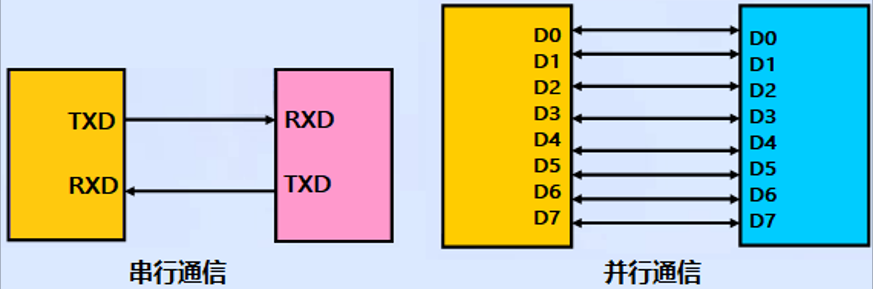 TXD RXD
RXD TXD
串行通信
D0 D0
D1 D1
D2 D2
D3 D3
D4 D4
D5 D5
D6 D6
D7 D7
并行通信